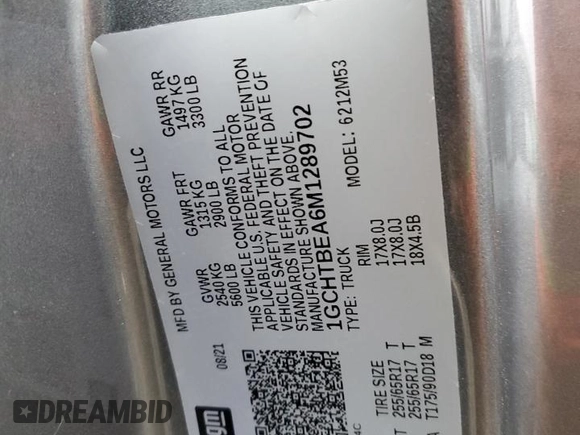 MFD BY GENERAL MOTORS LLC
08/21
GVWR GAWR FRT GAWR RR
2540 KG 1315 KG 1497 KG
5600 LB 2900 LB 3300 LB
THIS VEHICLE CONFORMS TO ALL
APPLICABLE U.S. FEDERAL MOTOR
VEHICLE SAFETY AND THEFT PREVENTION
STANDARDS IN EFFECT ON THE DATE OF
MANUFACTURE SHOWN ABOVE.
1GCHTBEA6M1289702
TYPE: TRUCK MODEL: 6212M53
TIRE SIZE RIM
255/65R17 T 17X8.0J
255/65R17 T 17X8.0J
T175/90D18 M 18X4.5B
gm
DREAMBID